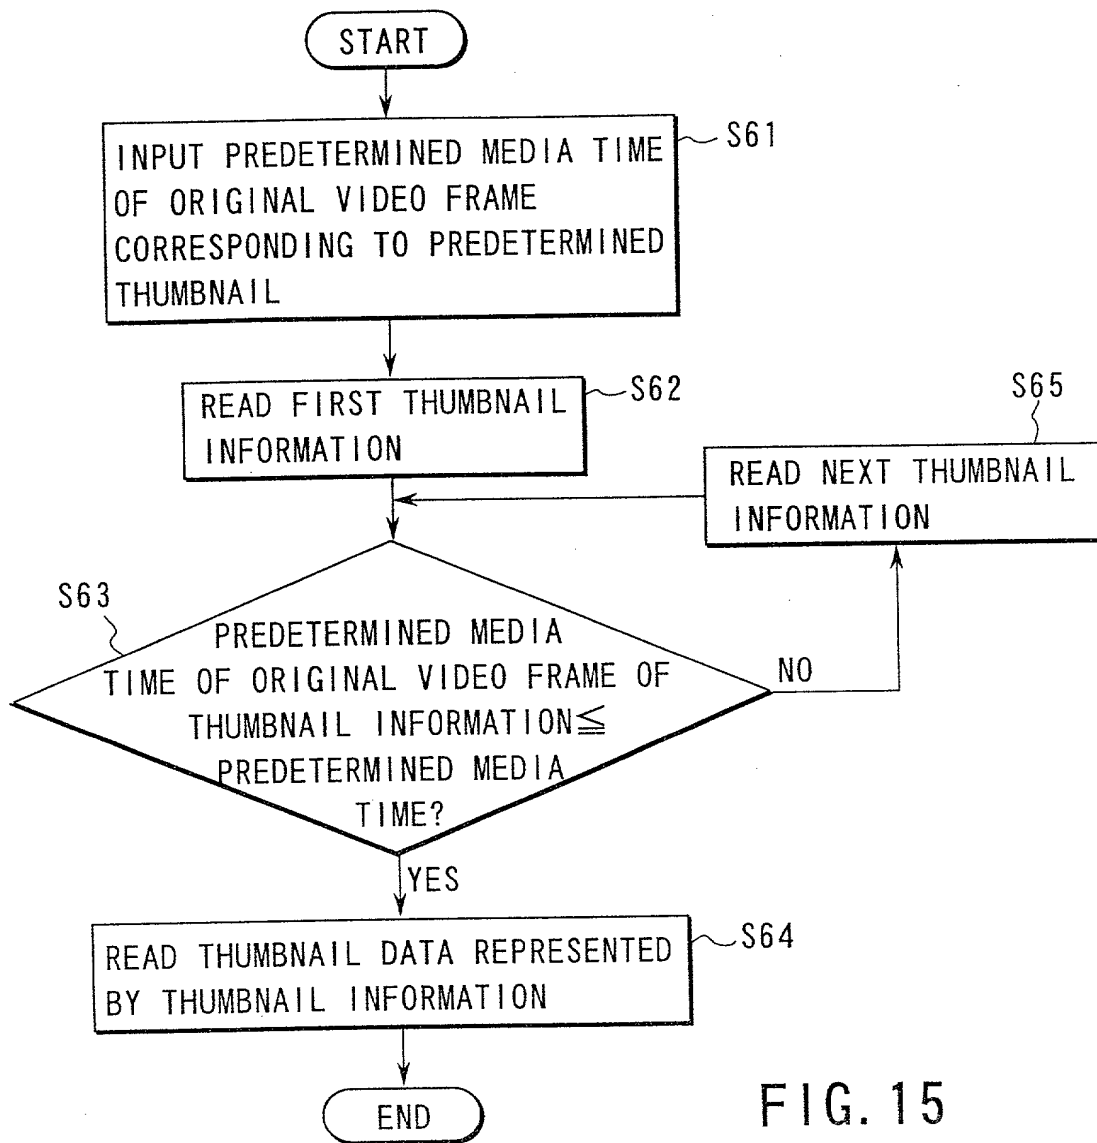 START
S61
INPUT PREDETERMINED MEDIA TIME
OF ORIGINAL VIDEO FRAME
CORRESPONDING TO PREDETERMINED
THUMBNAIL
S62
READ FIRST THUMBNAIL
INFORMATION
S65
READ NEXT THUMBNAIL
INFORMATION
S63
PREDETERMINED MEDIA
TIME OF ORIGINAL VIDEO FRAME OF
THUMBNAIL INFORMATION≦
PREDETERMINED MEDIA
TIME?
NO
YES
S64
READ THUMBNAIL DATA REPRESENTED
BY THUMBNAIL INFORMATION
END
FIG. 15